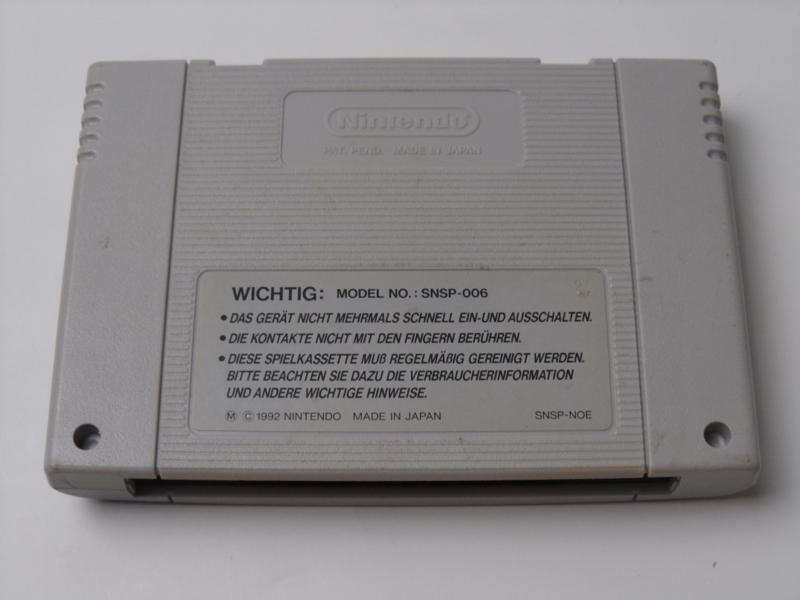 Nintendo
PAT. PEND. MADE IN JAPAN
WICHTIG: MODEL NO.: SNSP-006
• DAS GERÄT NICHT MEHRMALS SCHNELL EIN-UND AUSSCHALTEN.
• DIE KONTAKTE NICHT MIT DEN FINGERN BERÜHREN.
• DIESE SPIELKASSETTE MUß REGELMÄßIG GEREINIGT WERDEN.
BITTE BEACHTEN SIE DAZU DIE VERBRAUCHERINFORMATION
UND ANDERE WICHTIGE HINWEISE.
Ⓜ © 1992 NINTENDO MADE IN JAPAN SNSP-NOE